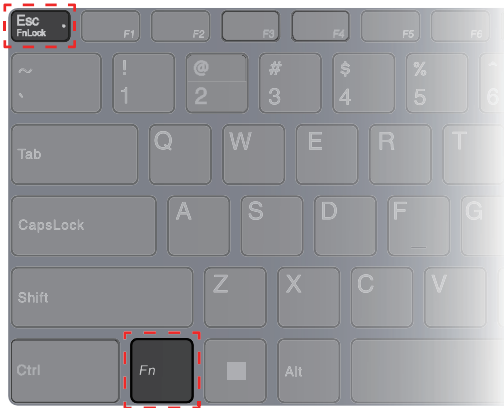 Esc
FnLock
F1 F2 F3 F4 F5 F6
~ ! @ # $ % ^
` 1 2 3 4 5 6
Tab Q W E R T
CapsLock A S D F G
Shift Z X C V
Ctrl Fn Alt